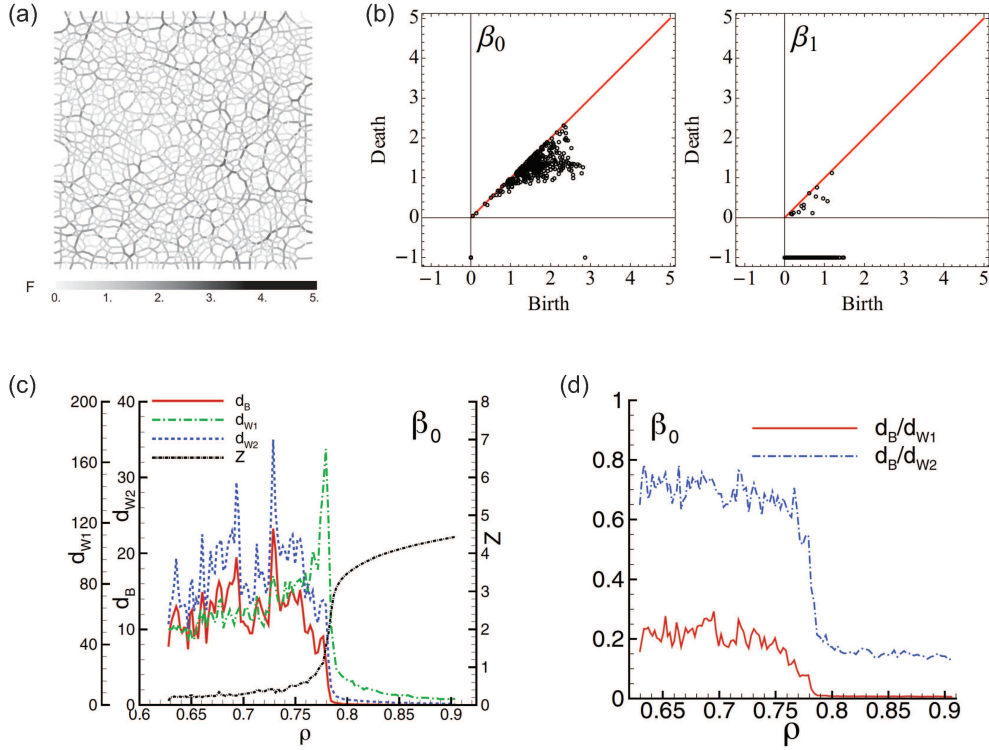 (a)
F
0. 1. 2. 3. 4. 5.
(b)
β0
Death
5
4
3
2
1
0
−1
−1 0 1 2 3 4 5
Birth
β1
Death
5
4
3
2
1
0
−1
−1 0 1 2 3 4 5
Birth
(c)
200
160
120
80
40
0
dW1
40
30
20
10
0
dB dW2
dB
dW1
dW2
Z
β0
8
7
6
5
4
3
2
1
0
Z
0.6 0.65 0.7 0.75 0.8 0.85 0.9
ρ
(d)
β0
dB/dW1
dB/dW2
1
0.8
0.6
0.4
0.2
0
0.65 0.7 0.75 0.8 0.85 0.9
ρ